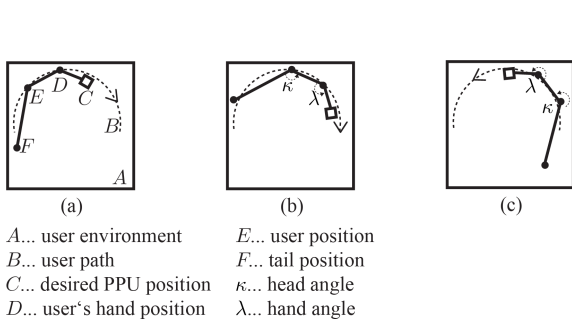 D
E
C
B
F
A
κ
λ
λ
κ
(a)
(b)
(c)
A... user environment
B... user path
C... desired PPU position
D... user‘s hand position
E... user position
F... tail position
κ... head angle
λ... hand angle